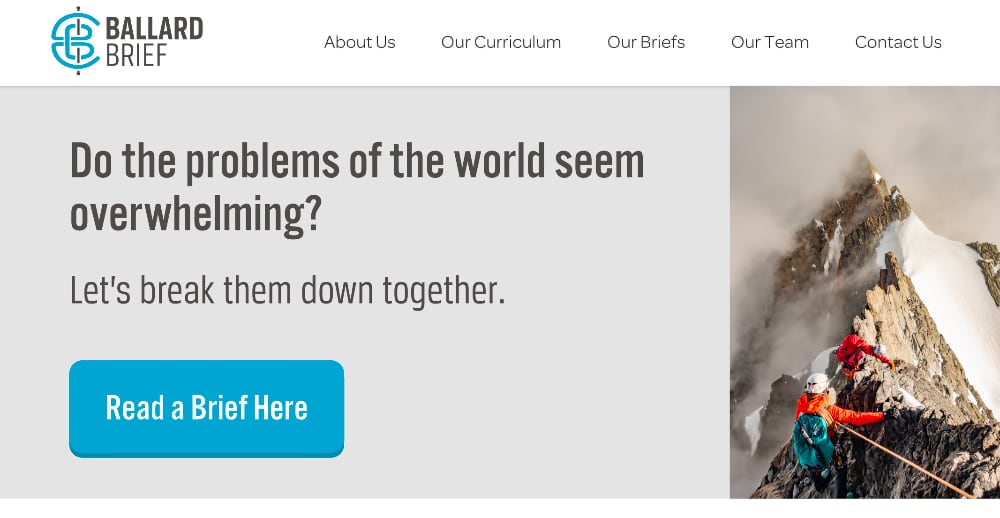 BALLARD
BRIEF
About Us
Our Curriculum
Our Briefs
Our Team
Contact Us
Do the problems of the world seem
overwhelming?
Let's break them down together.
Read a Brief Here